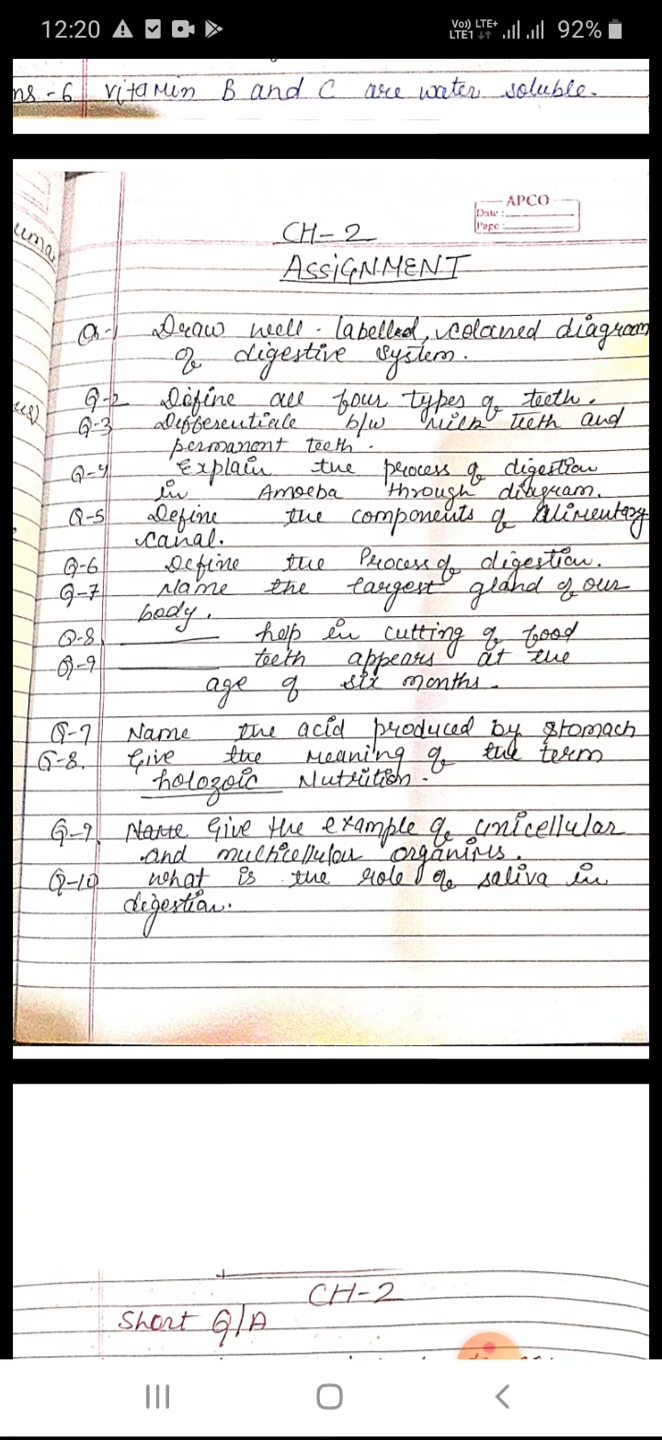 12:20
Vo) LTE+
LTE1
92%
ns-6 Vitamin B and C are water soluble.
APCO
Date :
Page :
CH-2
ASSIGNMENT
Q-1 Draw well-labelled, coloured diagram
of digestive system.
Q-2 Define all four types of teeth.
Q-3 Differentiate b/w milk teeth and
permanent teeth.
Q-4 Explain the process of digestion
in Amoeba through diagram.
Q-5 Define the components of Alimentary
canal.
Q-6 Define the Process of digestion.
Q-7 Name the largest gland of our
body.
Q-8 ______ help in cutting of food
Q-9 ______ teeth appears at the
age of six months.
Q-7 Name the acid produced by stomach
Q-8. Give the meaning of the term
holozoic Nutrition.
Q-9. Name Give the example of unicellular
and multicellular organims.
Q-10 what is the role of saliva in
digestion.
CH-2
Short Q/A